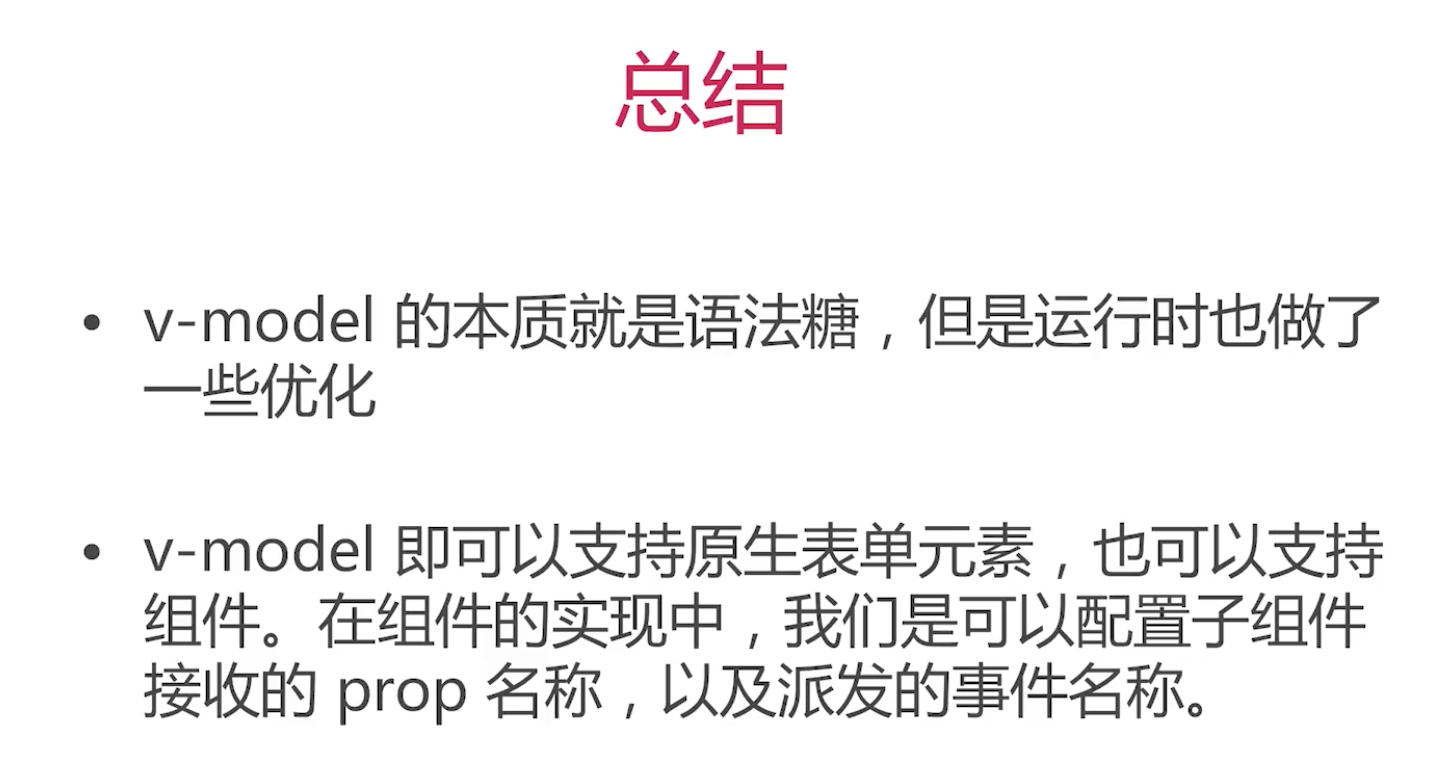 总结
• v-model 的本质就是语法糖，但是运行时也做了
一些优化
• v-model 即可以支持原生表单元素，也可以支持
组件。在组件的实现中，我们是可以配置子组件
接收的 prop 名称，以及派发的事件名称。